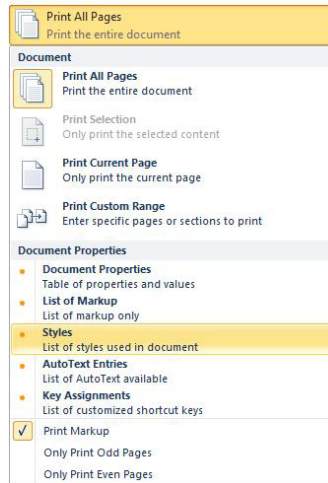 Print All Pages
Print the entire document
Document
Print All Pages
Print the entire document
Print Selection
Only print the selected content
Print Current Page
Only print the current page
Print Custom Range
Enter specific pages or sections to print
Document Properties
Document Properties
Table of properties and values
List of Markup
List of markup only
Styles
List of styles used in document
AutoText Entries
List of AutoText available
Key Assignments
List of customized shortcut keys
Print Markup
Only Print Odd Pages
Only Print Even Pages